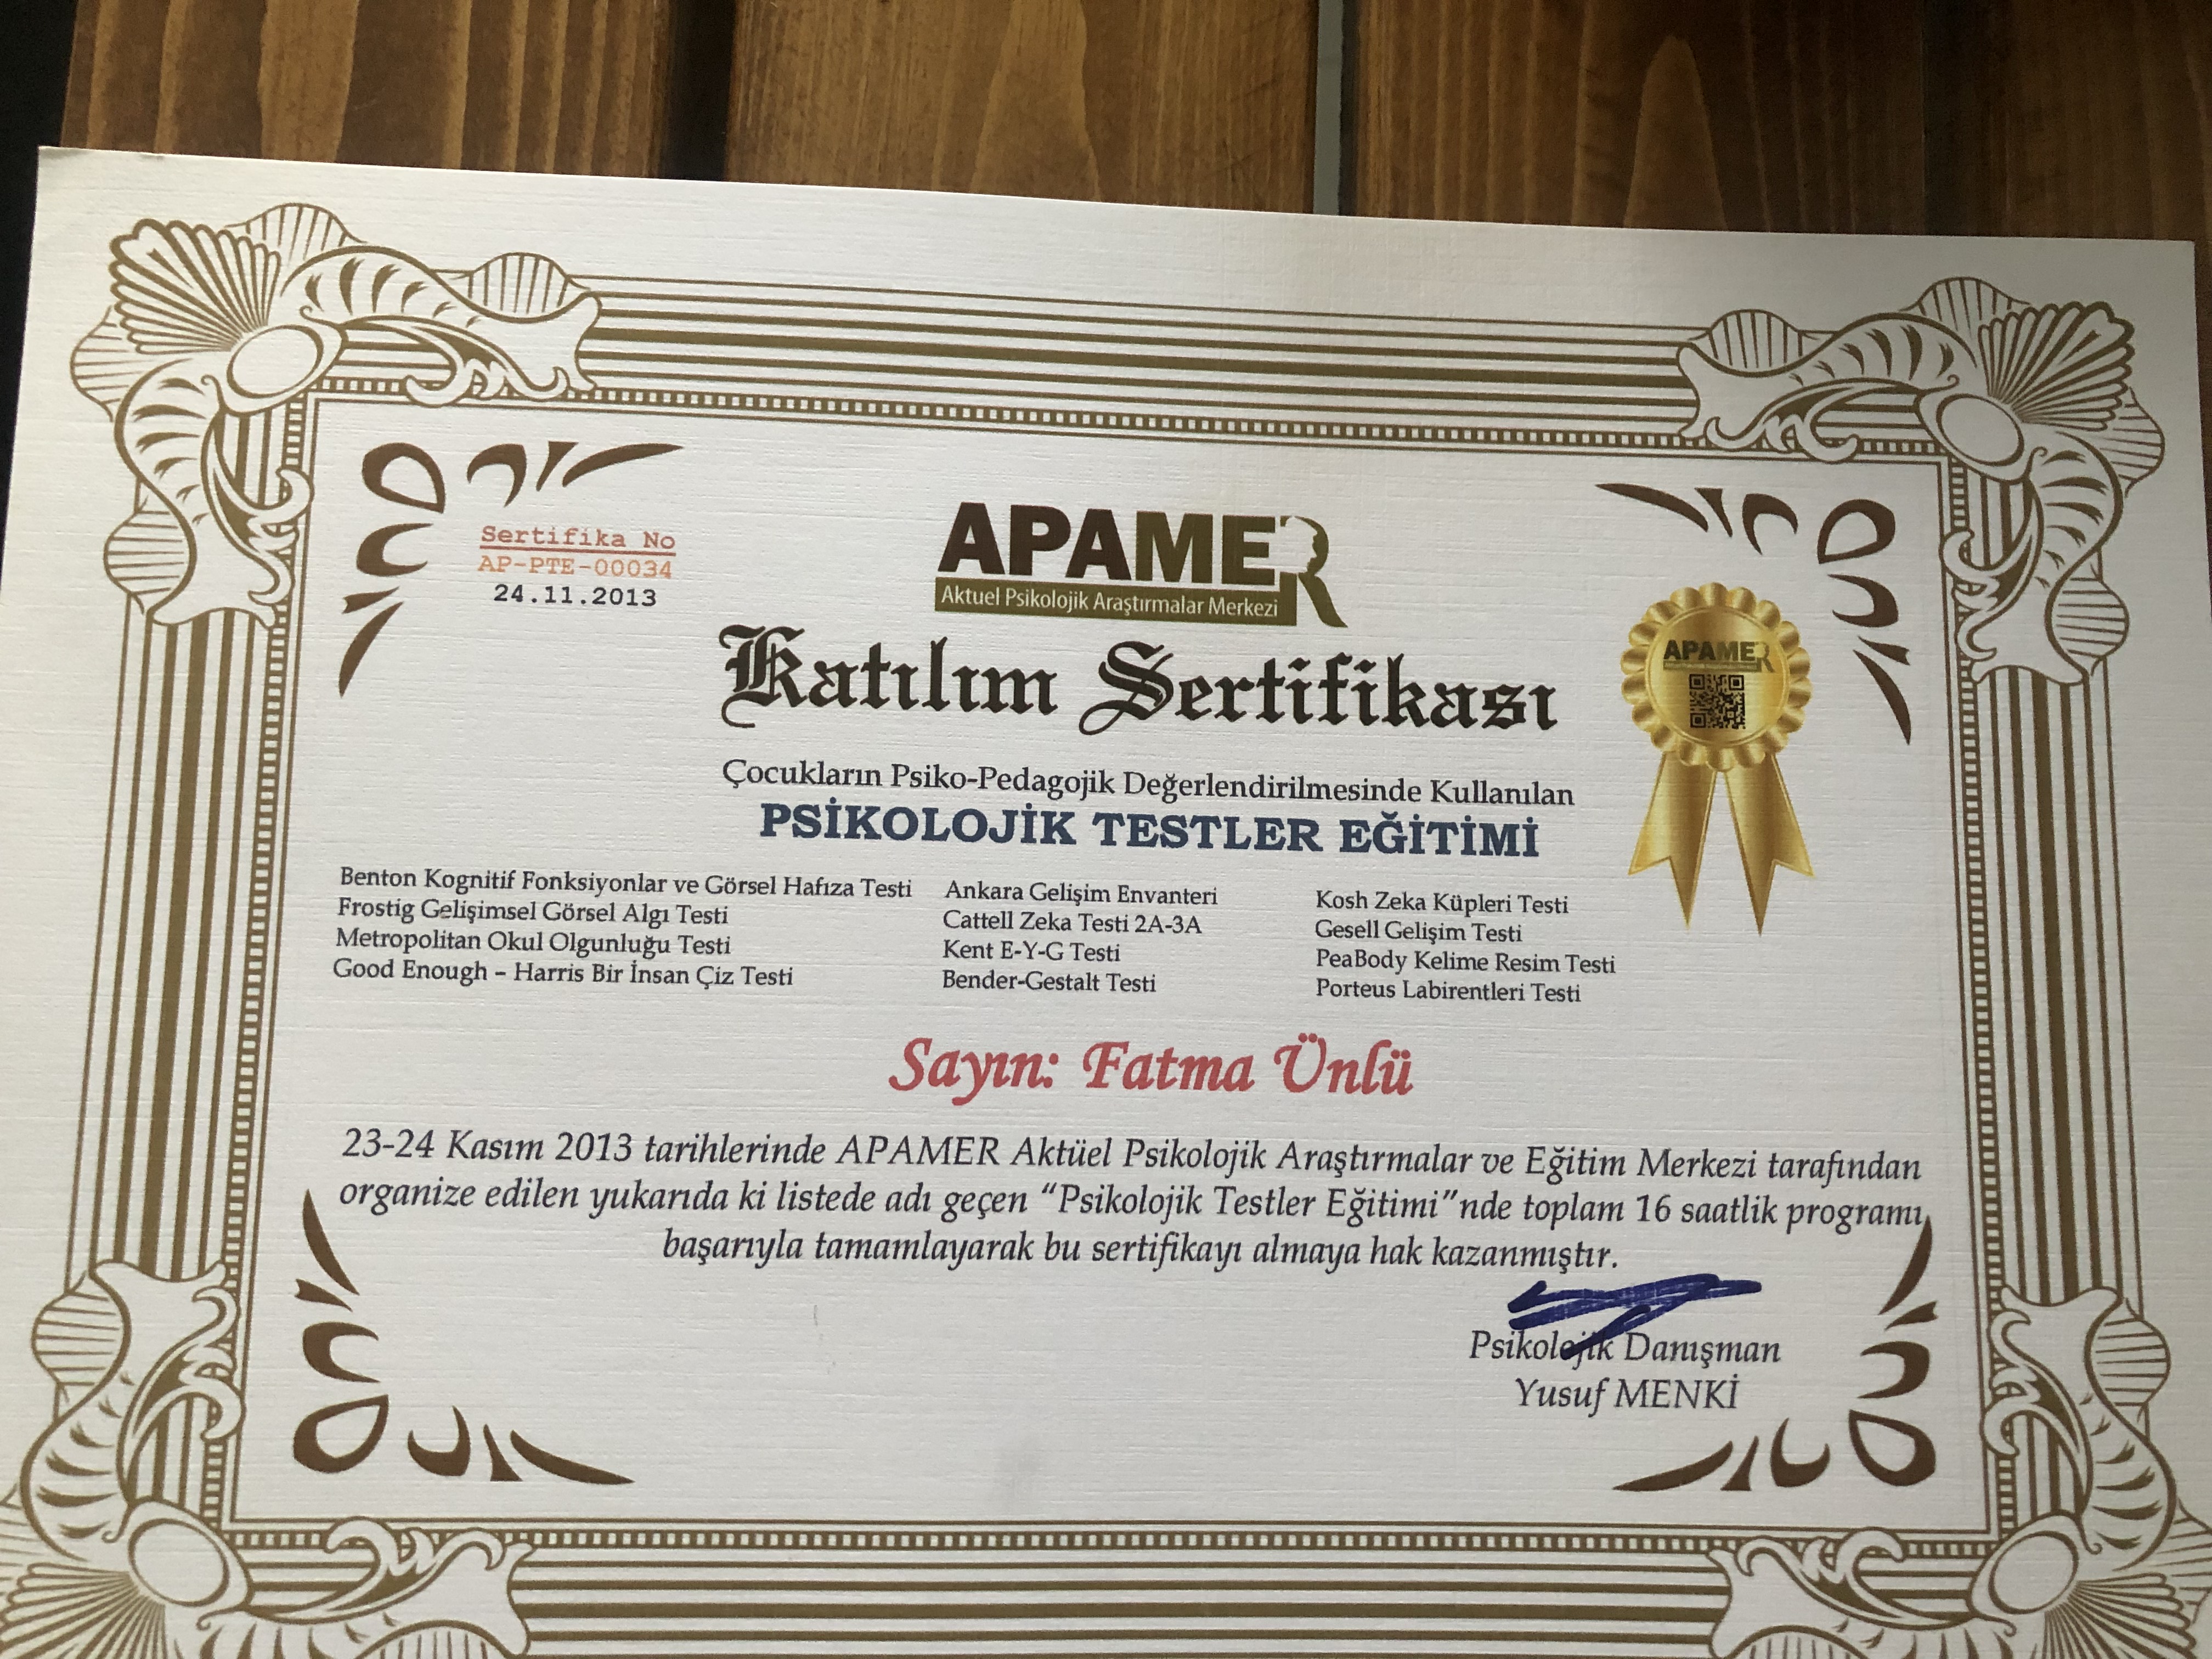 Sertifika No
AP-PTE-00034
24.11.2013
APAMER
Aktuel Psikolojik Araştırmalar Merkezi
Katılım Sertifikası
APAMER
Çocukların Psiko-Pedagojik Değerlendirilmesinde Kullanılan
PSİKOLOJİK TESTLER EĞİTİMİ
Benton Kognitif Fonksiyonlar ve Görsel Hafıza Testi
Frostig Gelişimsel Görsel Algı Testi
Metropolitan Okul Olgunluğu Testi
Good Enough – Harris Bir İnsan Çiz Testi
Ankara Gelişim Envanteri
Cattell Zeka Testi 2A-3A
Kent E-Y-G Testi
Bender-Gestalt Testi
Kosh Zeka Küpleri Testi
Gesell Gelişim Testi
PeaBody Kelime Resim Testi
Porteus Labirentleri Testi
Sayın: Fatma Ünlü
23-24 Kasım 2013 tarihlerinde APAMER Aktüel Psikolojik Araştırmalar ve Eğitim Merkezi tarafından
organize edilen yukarıda ki listede adı geçen “Psikolojik Testler Eğitimi”nde toplam 16 saatlik programı
başarıyla tamamlayarak bu sertifikayı almaya hak kazanmıştır.
Psikolojik Danışman
Yusuf MENKİ